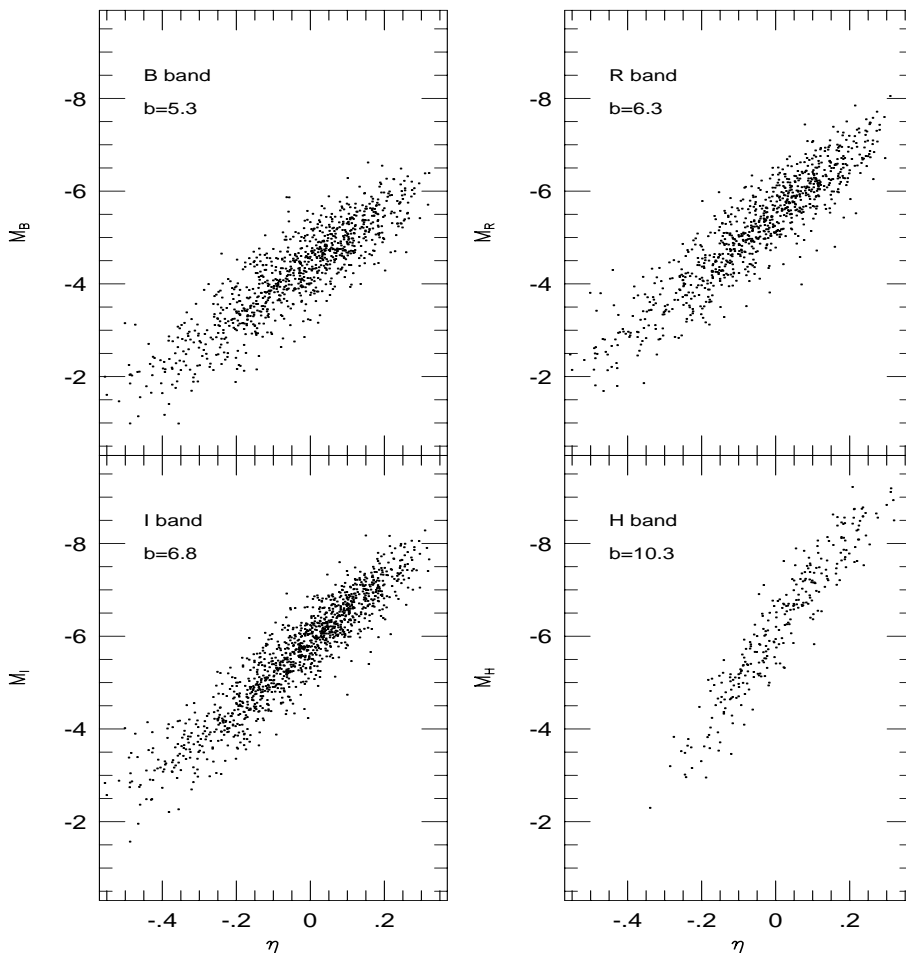 B band
b=5.3
-8
-6
-4
-2
M_B
R band
b=6.3
-8
-6
-4
-2
M_R
I band
b=6.8
-8
-6
-4
-2
M_I
-.4 -.2 0 .2
η
H band
b=10.3
-8
-6
-4
-2
M_H
-.4 -.2 0 .2
η